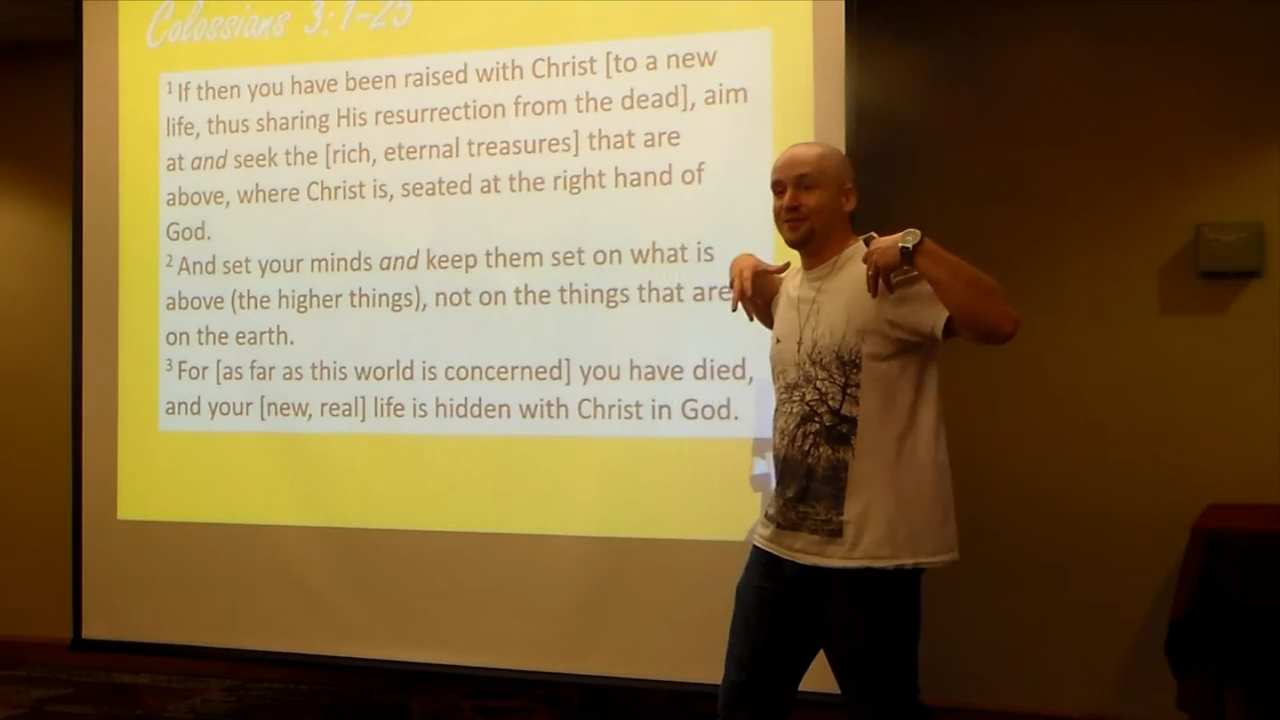 Colossians 3:1-25
1 If then you have been raised with Christ [to a new
life, thus sharing His resurrection from the dead], aim
at and seek the [rich, eternal treasures] that are
above, where Christ is, seated at the right hand of
God.
2 And set your minds and keep them set on what is
above (the higher things), not on the things that are
on the earth.
3 For [as far as this world is concerned] you have died,
and your [new, real] life is hidden with Christ in God.